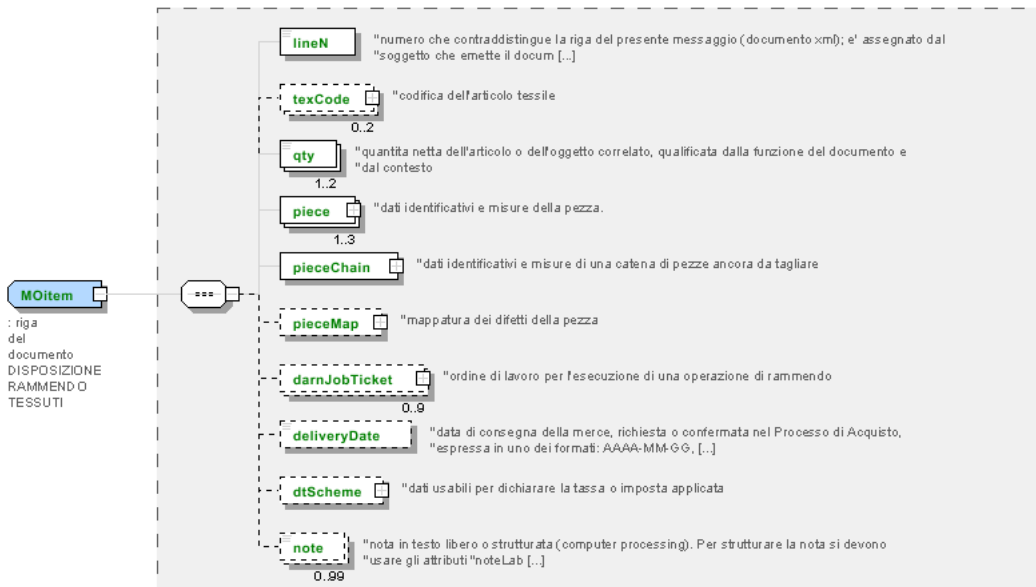 lineN
"numero che contraddistingue la riga del presente messaggio (documento xml); e' assegnato dal
"soggetto che emette il docum [...]
texCode
"codifica dell'articolo tessile
0..2
qty
"quantita netta dell'articolo o dell'oggetto correlato, qualificata dalla funzione del documento e
"dal contesto
1..2
piece
"dati identificativi e misure della pezza.
1..3
pieceChain
"dati identificativi e misure di una catena di pezze ancora da tagliare
MOitem
: riga
del
documento
DISPOSIZIONE
RAMMENDO
TESSUTI
pieceMap
"mappatura dei difetti della pezza
darnJobTicket
"ordine di lavoro per l'esecuzione di una operazione di rammendo
0..9
deliveryDate
"data di consegna della merce, richiesta o confermata nel Processo di Acquisto,
"espressa in uno dei formati: AAAA-MM-GG, [...]
dtScheme
"dati usabili per dichiarare la tassa o imposta applicata
note
"nota in testo libero o strutturata (computer processing). Per strutturare la nota si devono
"usare gli attributi "noteLab [...]
0..99